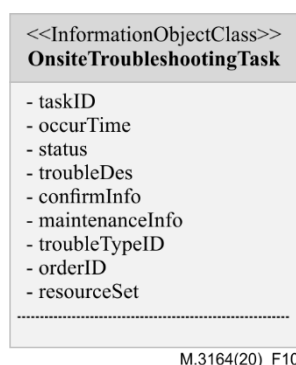 <<InformationObjectClass>>
OnsiteTroubleshootingTask
- taskID
- occurTime
- status
- troubleDes
- confirmInfo
- maintenanceInfo
- troubleTypeID
- orderID
- resourceSet
M.3164(20)_F10